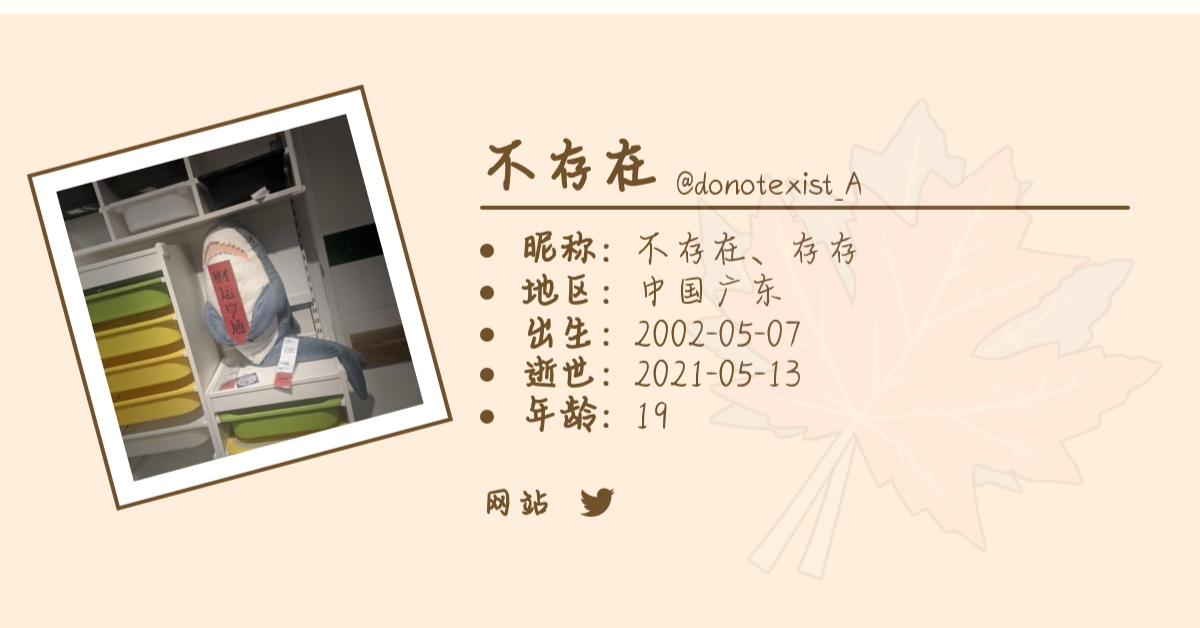 不存在 @donotexist_A
昵称：不存在、存存
地区：中国广东
出生：2002-05-07
逝世：2021-05-13
年龄：19
网站
财运亨通